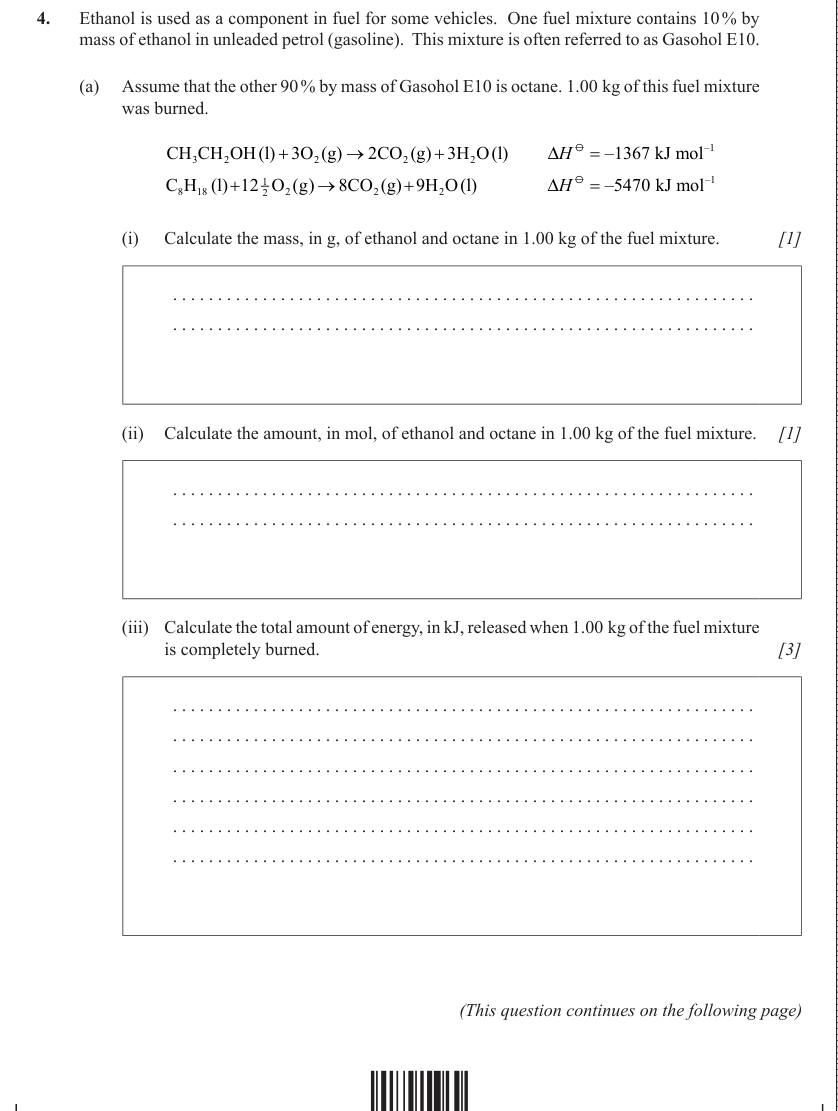 4. Ethanol is used as a component in fuel for some vehicles. One fuel mixture contains 10 % by
mass of ethanol in unleaded petrol (gasoline). This mixture is often referred to as Gasohol E10.
(a) Assume that the other 90 % by mass of Gasohol E10 is octane. 1.00 kg of this fuel mixture
was burned.
CH₃CH₂OH (l) + 3O₂ (g) → 2CO₂ (g) + 3H₂O (l) ΔH⊖ = –1367 kJ mol⁻¹
C₈H₁₈ (l) + 12½ O₂ (g) → 8CO₂ (g) + 9H₂O (l) ΔH⊖ = –5470 kJ mol⁻¹
(i) Calculate the mass, in g, of ethanol and octane in 1.00 kg of the fuel mixture. [1]
(ii) Calculate the amount, in mol, of ethanol and octane in 1.00 kg of the fuel mixture. [1]
(iii) Calculate the total amount of energy, in kJ, released when 1.00 kg of the fuel mixture
is completely burned. [3]
(This question continues on the following page)